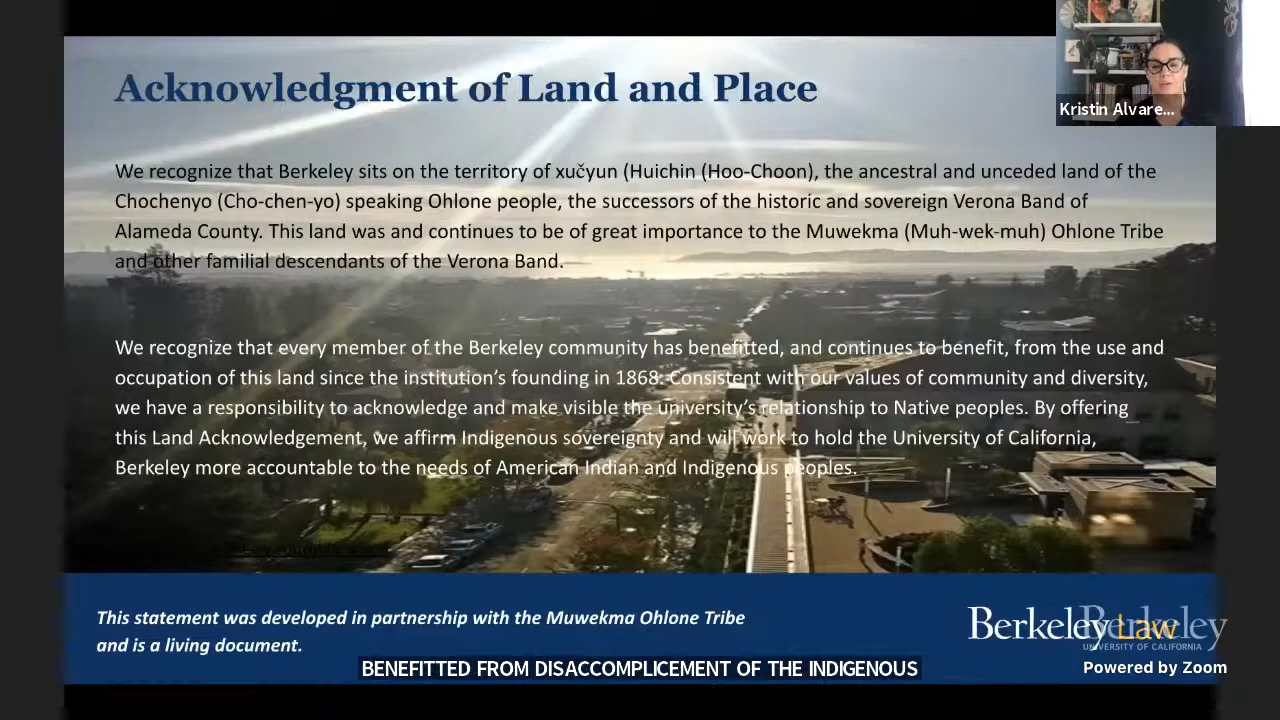 Acknowledgment of Land and Place
Kristin Alvare...
We recognize that Berkeley sits on the territory of xučyun (Huichin (Hoo-Choon), the ancestral and unceded land of the
Chochenyo (Cho-chen-yo) speaking Ohlone people, the successors of the historic and sovereign Verona Band of
Alameda County. This land was and continues to be of great importance to the Muwekma (Muh-wek-muh) Ohlone Tribe
and other familial descendants of the Verona Band.
We recognize that every member of the Berkeley community has benefitted, and continues to benefit, from the use and
occupation of this land since the institution’s founding in 1868. Consistent with our values of community and diversity,
we have a responsibility to acknowledge and make visible the university’s relationship to Native peoples. By offering
this Land Acknowledgement, we affirm Indigenous sovereignty and will work to hold the University of California,
Berkeley more accountable to the needs of American Indian and Indigenous peoples.
This statement was developed in partnership with the Muwekma Ohlone Tribe
and is a living document.
Berkeley Law
Berkeley
UNIVERSITY OF CALIFORNIA
BENEFITTED FROM DISACCOMPLICEMENT OF THE INDIGENOUS
Powered by Zoom